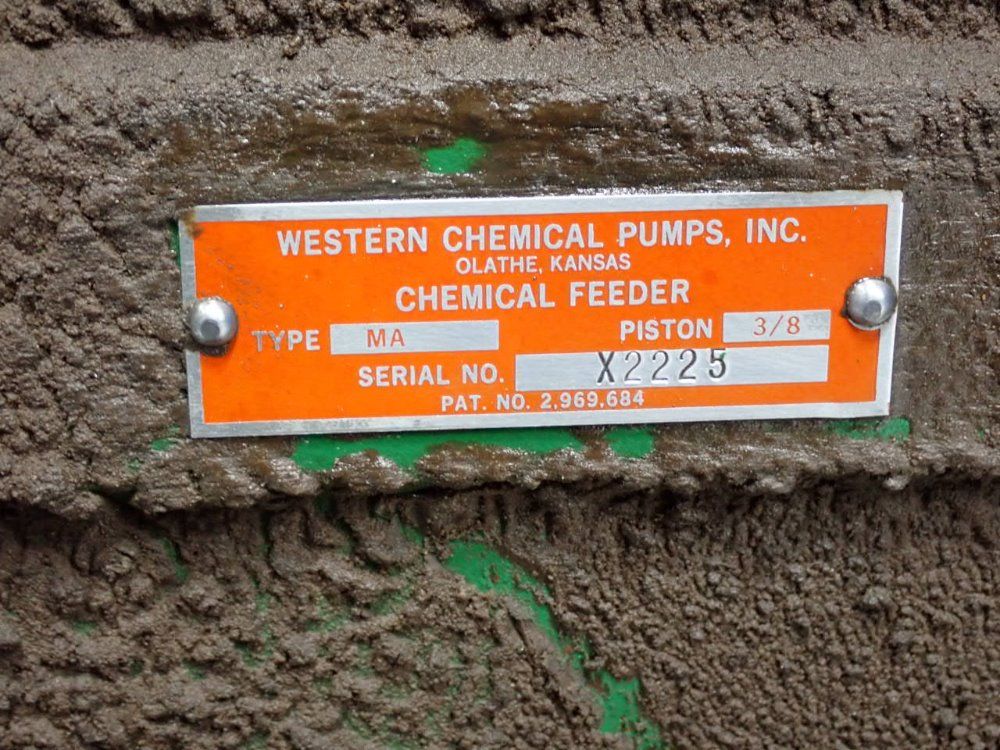 WESTERN CHEMICAL PUMPS, INC.
OLATHE, KANSAS
CHEMICAL FEEDER
TYPE MA PISTON 3/8
SERIAL NO. X2225
PAT. NO. 2,969,684